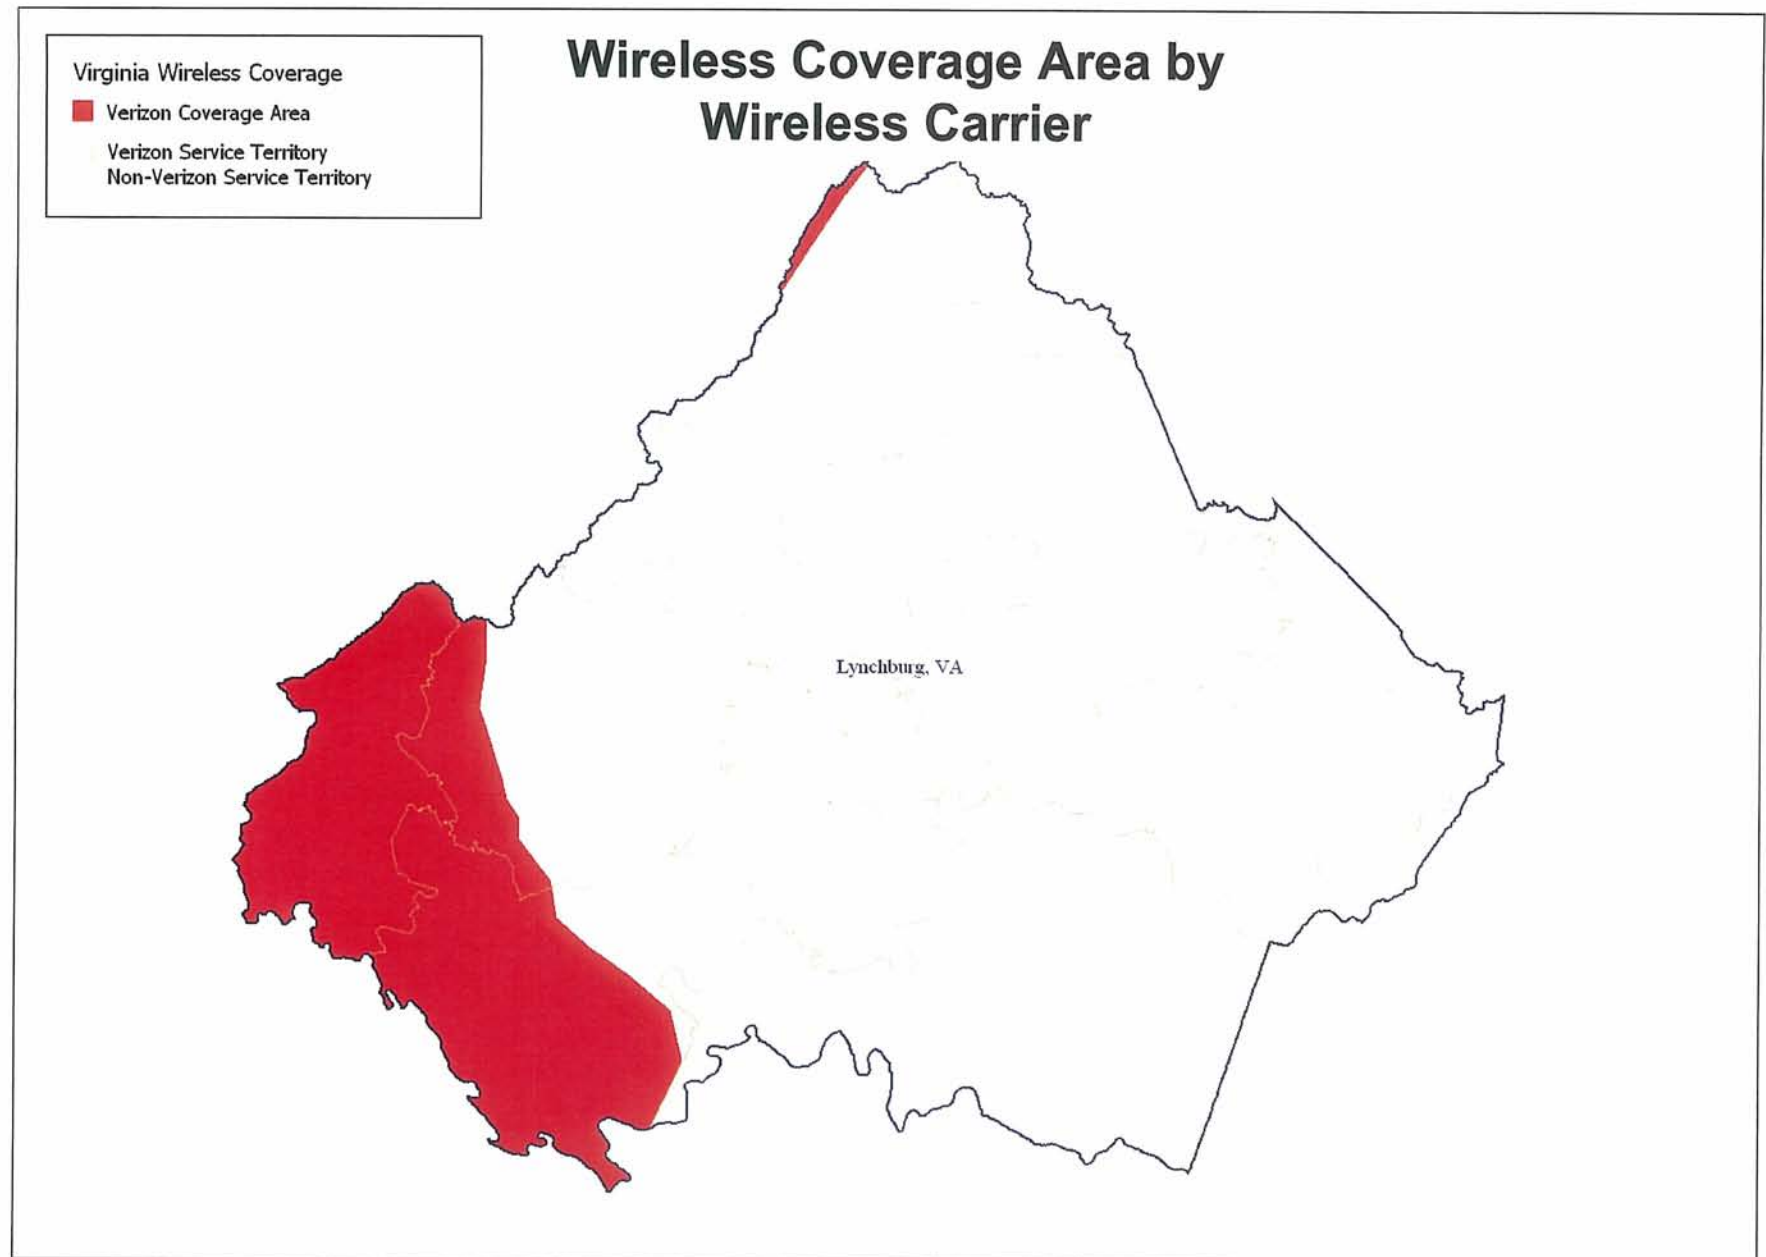 Wireless Coverage Area by
Wireless Carrier
Virginia Wireless Coverage
Verizon Coverage Area
Verizon Service Territory
Non-Verizon Service Territory
Lynchburg, VA